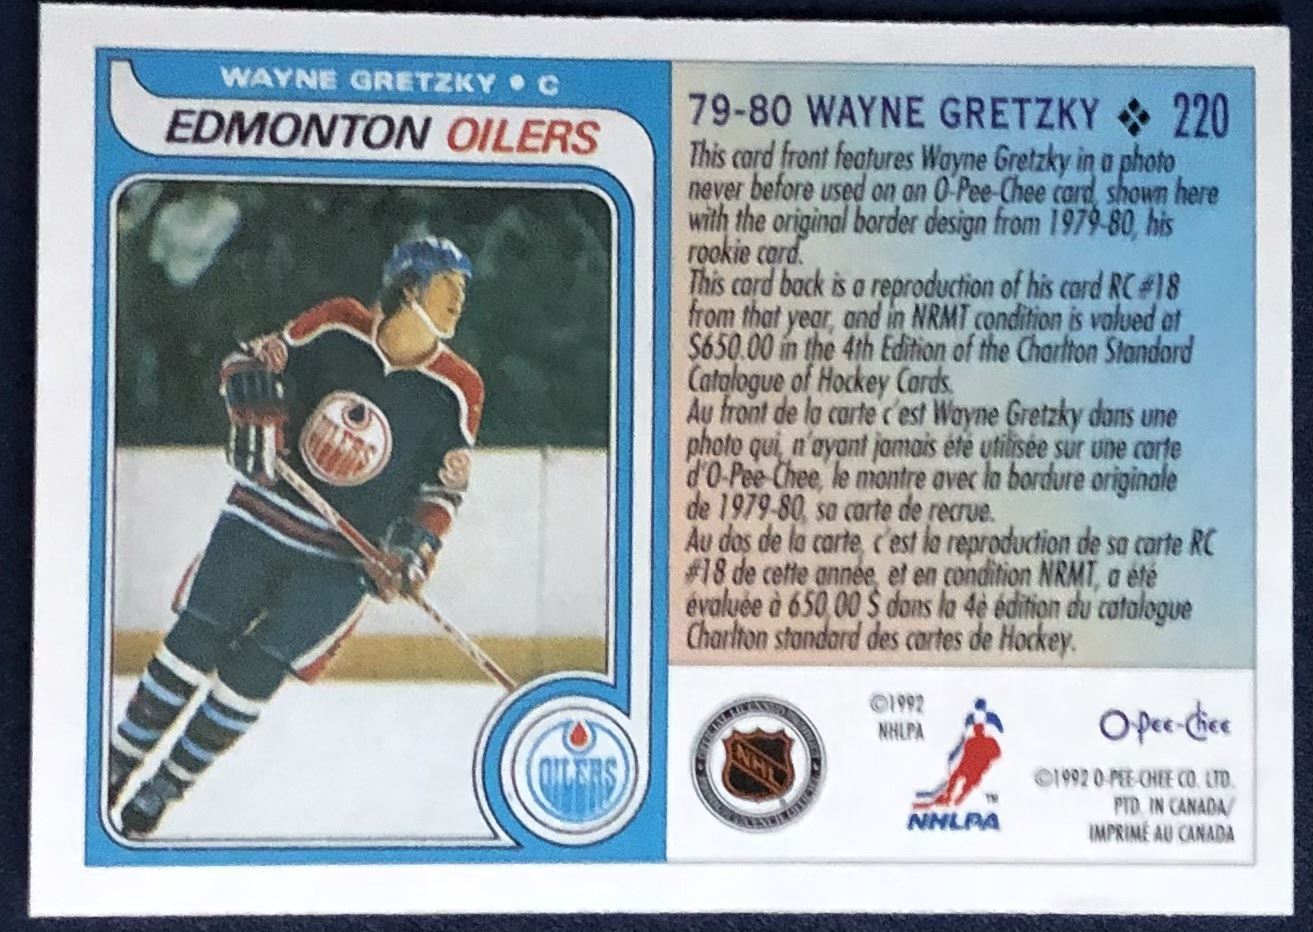 WAYNE GRETZKY • C
EDMONTON OILERS
OILERS
OILERS
79-80 WAYNE GRETZKY ❖ 220
This card front features Wayne Gretzky in a photo
never before used on an O-Pee-Chee card, shown here
with the original border design from 1979-80, his
rookie card.
This card back is a reproduction of his card RC #18
from that year, and in NRMT condition is valued at
$650.00 in the 4th Edition of the Charlton Standard
Catalogue of Hockey Cards.
Au front de la carte c'est Wayne Gretzky dans une
photo qui, n'ayant jamais été utilisée sur une carte
d'O-Pee-Chee, le montre avec la bordure originale
de 1979-80, sa carte de recrue.
Au dos de la carte, c'est la reproduction de sa carte RC
#18 de cette année, et en condition NRMT, a été
évaluée à 650,00 $ dans la 4è édition du catalogue
Charlton standard des cartes de Hockey.
NHL
©1992
NHLPA
NHLPA
™
O-Pee-Chee
©1992 O-PEE-CHEE CO. LTD.
PTD. IN CANADA/
IMPRIMÉ AU CANADA